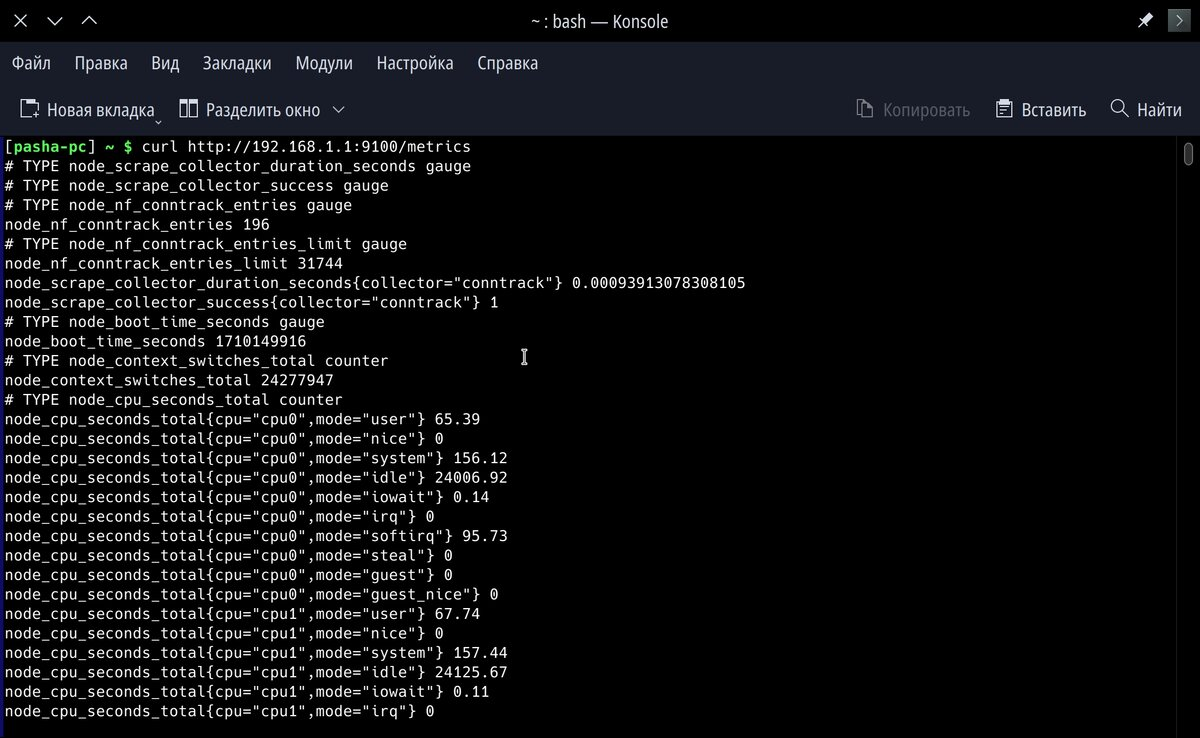 ~ : bash — Konsole
Файл Правка Вид Закладки Модули Настройка Справка
Новая вкладка Разделить окно Копировать Вставить Найти
[pasha-pc] ~ $ curl http://192.168.1.1:9100/metrics
# TYPE node_scrape_collector_duration_seconds gauge
# TYPE node_scrape_collector_success gauge
# TYPE node_nf_conntrack_entries gauge
node_nf_conntrack_entries 196
# TYPE node_nf_conntrack_entries_limit gauge
node_nf_conntrack_entries_limit 31744
node_scrape_collector_duration_seconds{collector="conntrack"} 0.00093913078308105
node_scrape_collector_success{collector="conntrack"} 1
# TYPE node_boot_time_seconds gauge
node_boot_time_seconds 1710149916
# TYPE node_context_switches_total counter
node_context_switches_total 24277947
# TYPE node_cpu_seconds_total counter
node_cpu_seconds_total{cpu="cpu0",mode="user"} 65.39
node_cpu_seconds_total{cpu="cpu0",mode="nice"} 0
node_cpu_seconds_total{cpu="cpu0",mode="system"} 156.12
node_cpu_seconds_total{cpu="cpu0",mode="idle"} 24006.92
node_cpu_seconds_total{cpu="cpu0",mode="iowait"} 0.14
node_cpu_seconds_total{cpu="cpu0",mode="irq"} 0
node_cpu_seconds_total{cpu="cpu0",mode="softirq"} 95.73
node_cpu_seconds_total{cpu="cpu0",mode="steal"} 0
node_cpu_seconds_total{cpu="cpu0",mode="guest"} 0
node_cpu_seconds_total{cpu="cpu0",mode="guest_nice"} 0
node_cpu_seconds_total{cpu="cpu1",mode="user"} 67.74
node_cpu_seconds_total{cpu="cpu1",mode="nice"} 0
node_cpu_seconds_total{cpu="cpu1",mode="system"} 157.44
node_cpu_seconds_total{cpu="cpu1",mode="idle"} 24125.67
node_cpu_seconds_total{cpu="cpu1",mode="iowait"} 0.11
node_cpu_seconds_total{cpu="cpu1",mode="irq"} 0